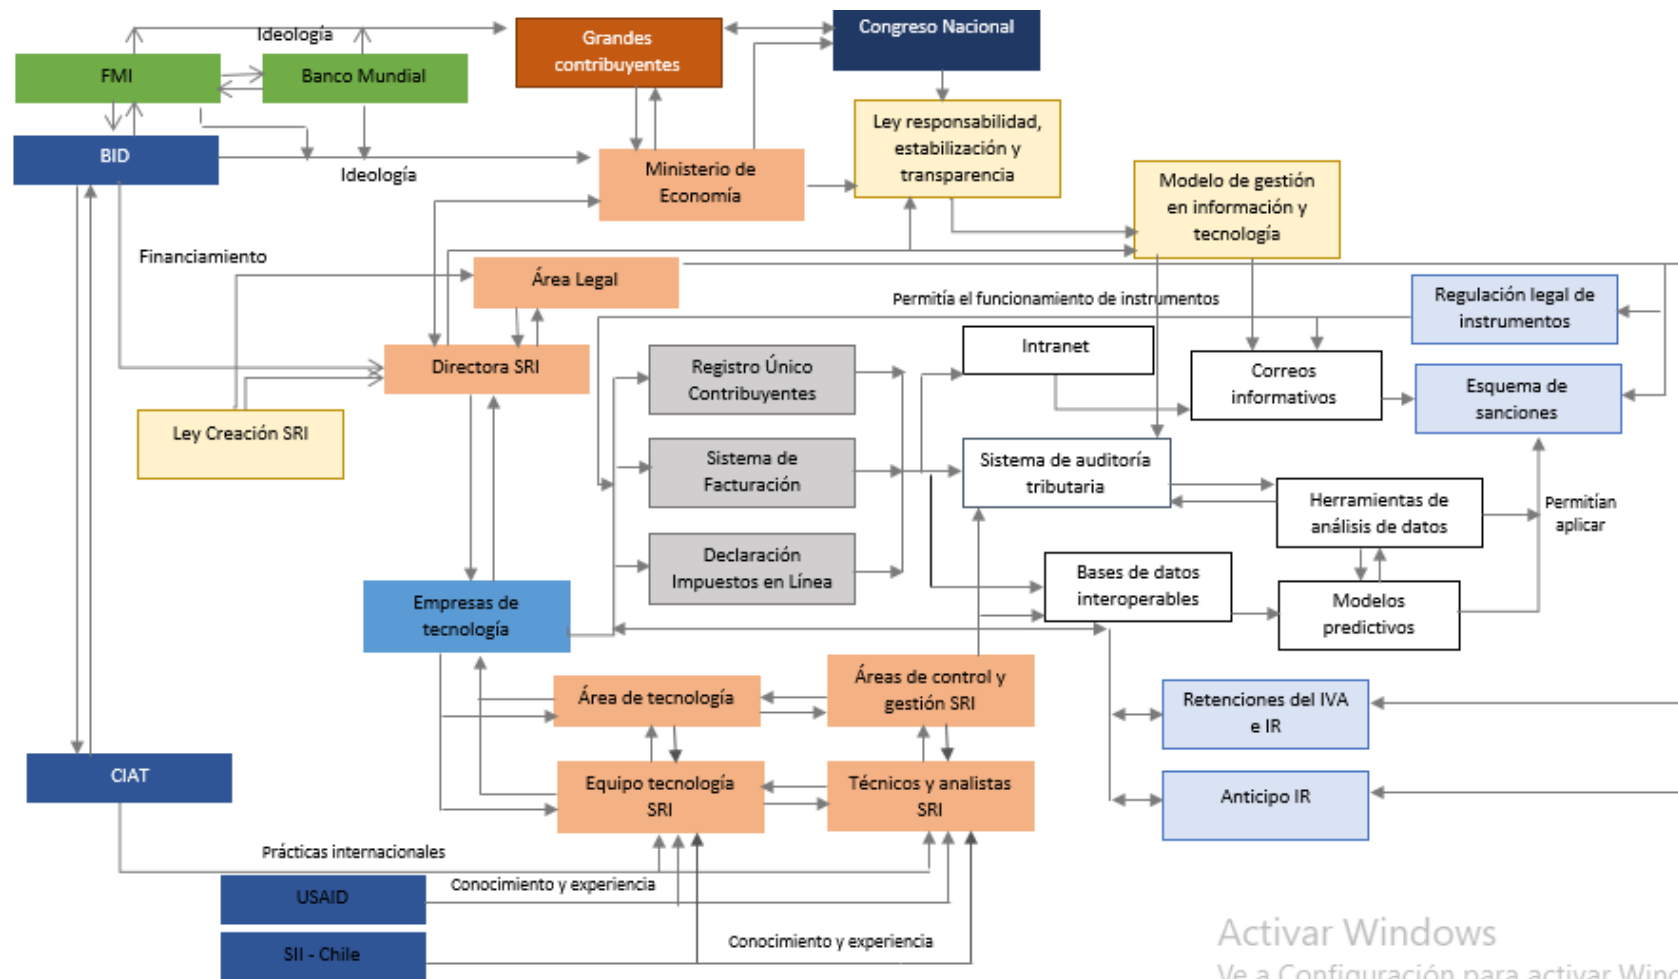 Ideología
Grandes
contribuyentes
Congreso Nacional
FMI
Banco Mundial
Ley responsabilidad,
estabilización y
transparencia
BID
Ideología
Ministerio de
Economía
Modelo de gestión
en información y
tecnología
Financiamiento
Área Legal
Permitía el funcionamiento de instrumentos
Regulación legal de
instrumentos
Intranet
Directora SRI
Registro Único
Contribuyentes
Correos
informativos
Esquema de
sanciones
Ley Creación SRI
Sistema de
Facturación
Sistema de auditoría
tributaria
Herramientas de
análisis de datos
Permitían
aplicar
Declaración
Impuestos en Línea
Bases de datos
interoperables
Empresas de
tecnología
Modelos
predictivos
Área de tecnología
Áreas de control y
gestión SRI
Retenciones del IVA
e IR
CIAT
Equipo tecnología
SRI
Técnicos y analistas
SRI
Anticipo IR
Prácticas internacionales
USAID
Conocimiento y experiencia
SII - Chile
Conocimiento y experiencia
Activar Windows
Ve a Configuración para activar Wind